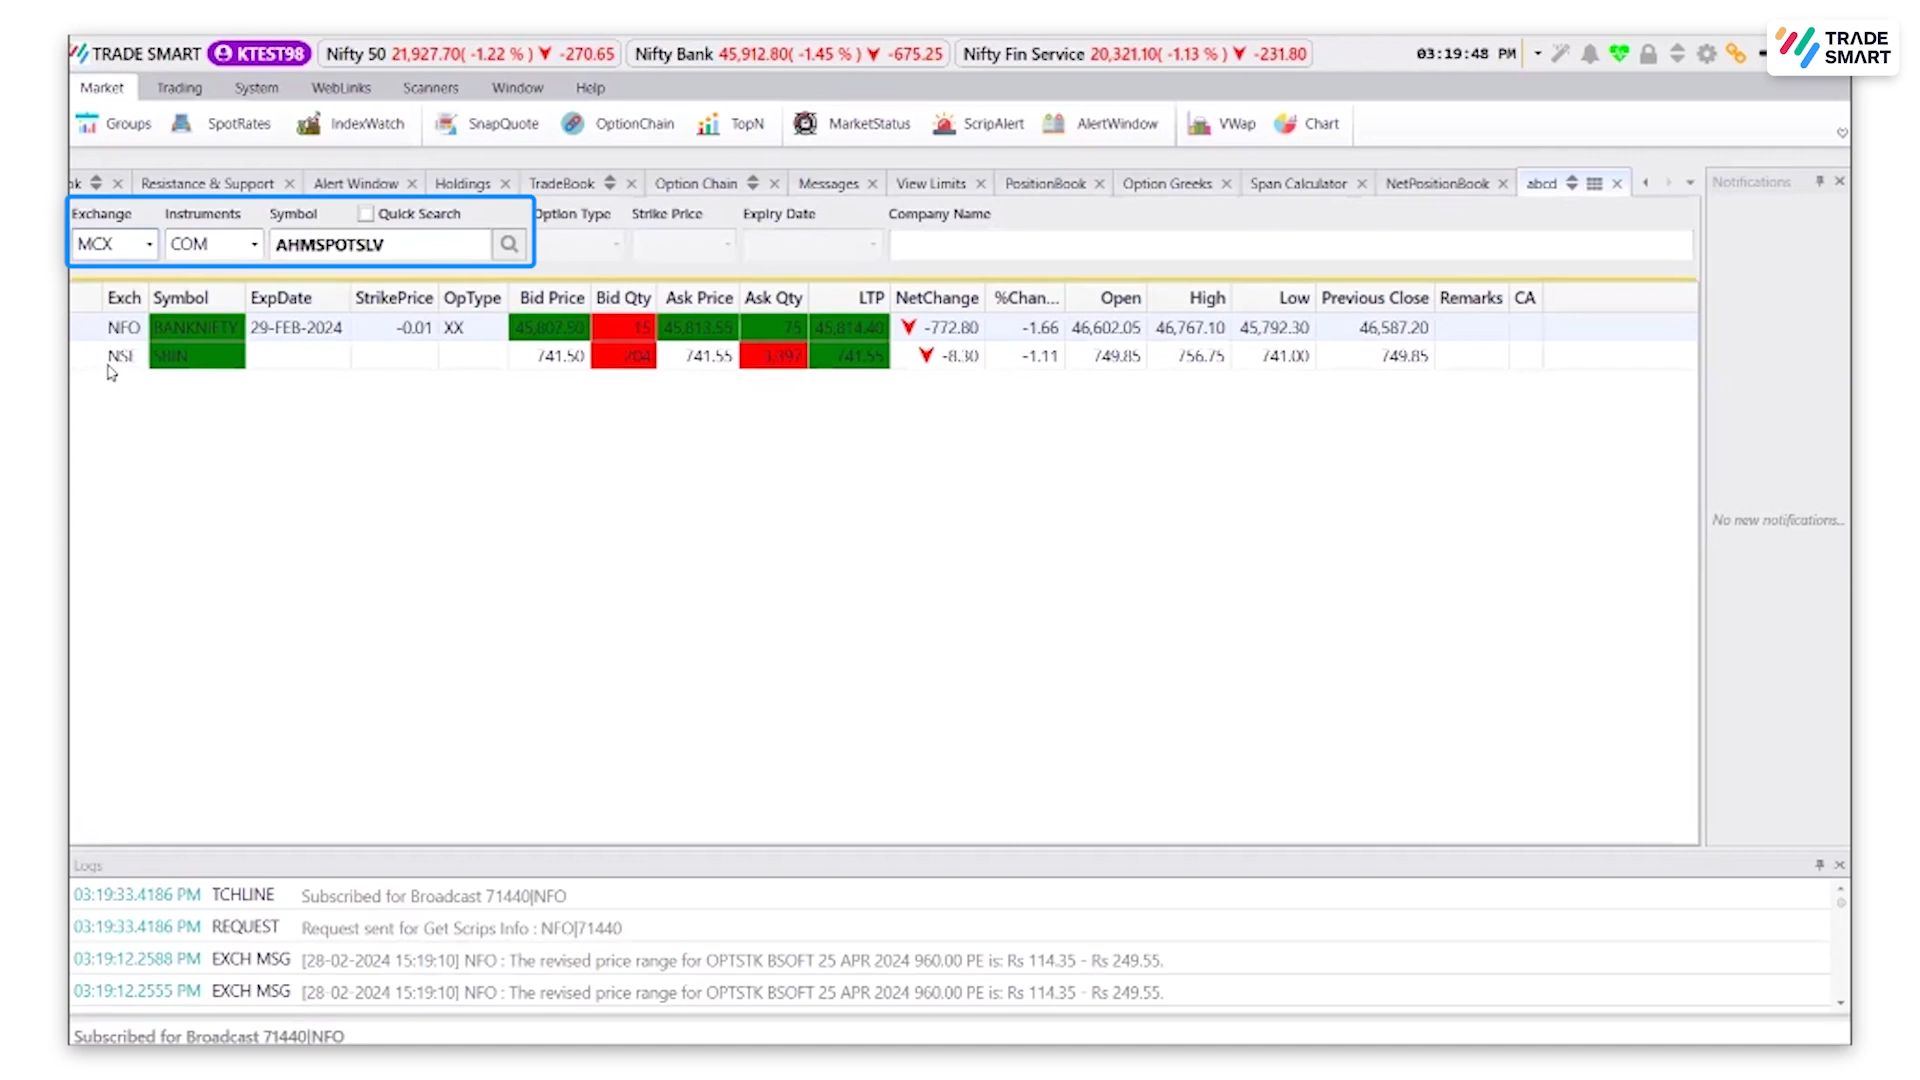 TRADE SMART KTEST98 Nifty 50 21,927.70( -1.22 % ) -270.65 Nifty Bank 45,912.80( -1.45 % ) -675.25 Nifty Fin Service 20,321.10( -1.13 % ) -231.80 03:19:48 PM
TRADE
SMART
Market Trading System WebLinks Scanners Window Help
Groups SpotRates IndexWatch SnapQuote OptionChain TopN MarketStatus ScripAlert AlertWindow VWap Chart
ok Resistance & Support Alert Window Holdings TradeBook Option Chain Messages View Limits PositionBook Option Greeks Span Calculator NetPositionBook abcd Notifications
Exchange Instruments Symbol Quick Search Option Type Strike Price Expiry Date Company Name
MCX COM AHMSPOTSLV
Exch Symbol ExpDate StrikePrice OpType Bid Price Bid Qty Ask Price Ask Qty LTP NetChange %Chan... Open High Low Previous Close Remarks CA
NFO BANKNIFTY 29-FEB-2024 -0.01 XX 45,807.50 15 45,813.55 75 45,814.40 -772.80 -1.66 46,602.05 46,767.10 45,792.30 46,587.20
NSE SBIN 741.50 204 741.55 3,397 741.55 -8.30 -1.11 749.85 756.75 741.00 749.85
No new notifications...
Logs
03:19:33.4186 PM TCHLINE Subscribed for Broadcast 71440|NFO
03:19:33.4186 PM REQUEST Request sent for Get Scrips Info : NFO|71440
03:19:12.2588 PM EXCH MSG [28-02-2024 15:19:10] NFO : The revised price range for OPTSTK BSOFT 25 APR 2024 960.00 PE is: Rs 114.35 - Rs 249.55.
03:19:12.2555 PM EXCH MSG [28-02-2024 15:19:10] NFO : The revised price range for OPTSTK BSOFT 25 APR 2024 960.00 PE is: Rs 114.35 - Rs 249.55.
Subscribed for Broadcast 71440|NFO